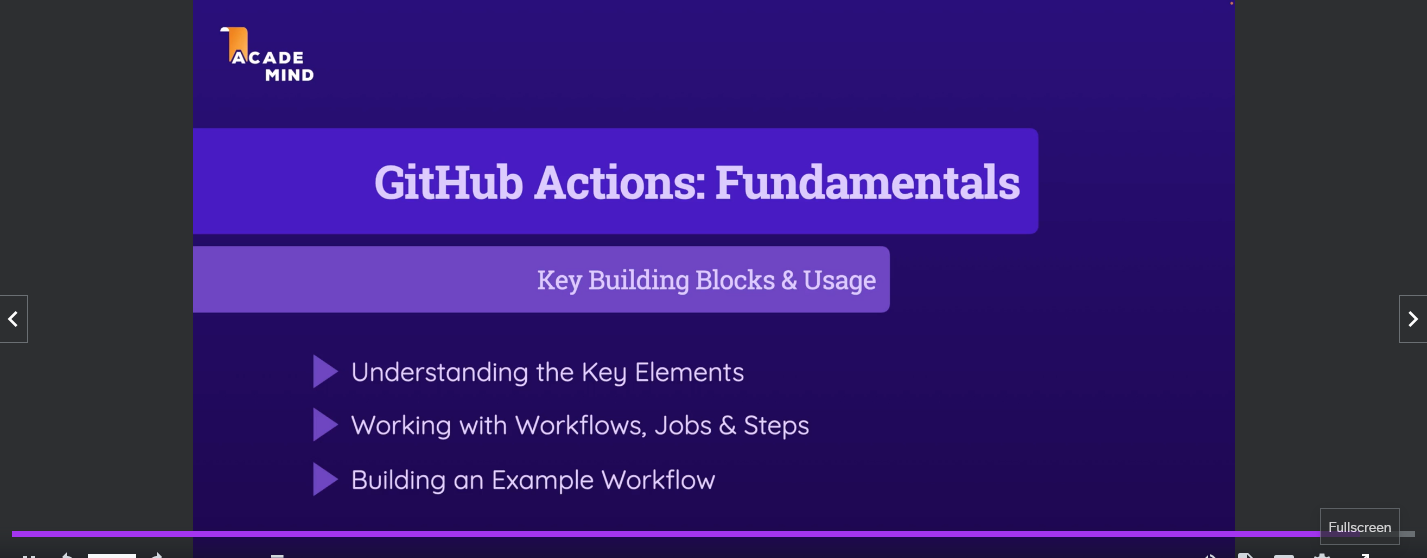 ACADE
MIND
GitHub Actions: Fundamentals
Key Building Blocks & Usage
Understanding the Key Elements
Working with Workflows, Jobs & Steps
Building an Example Workflow
Fullscreen